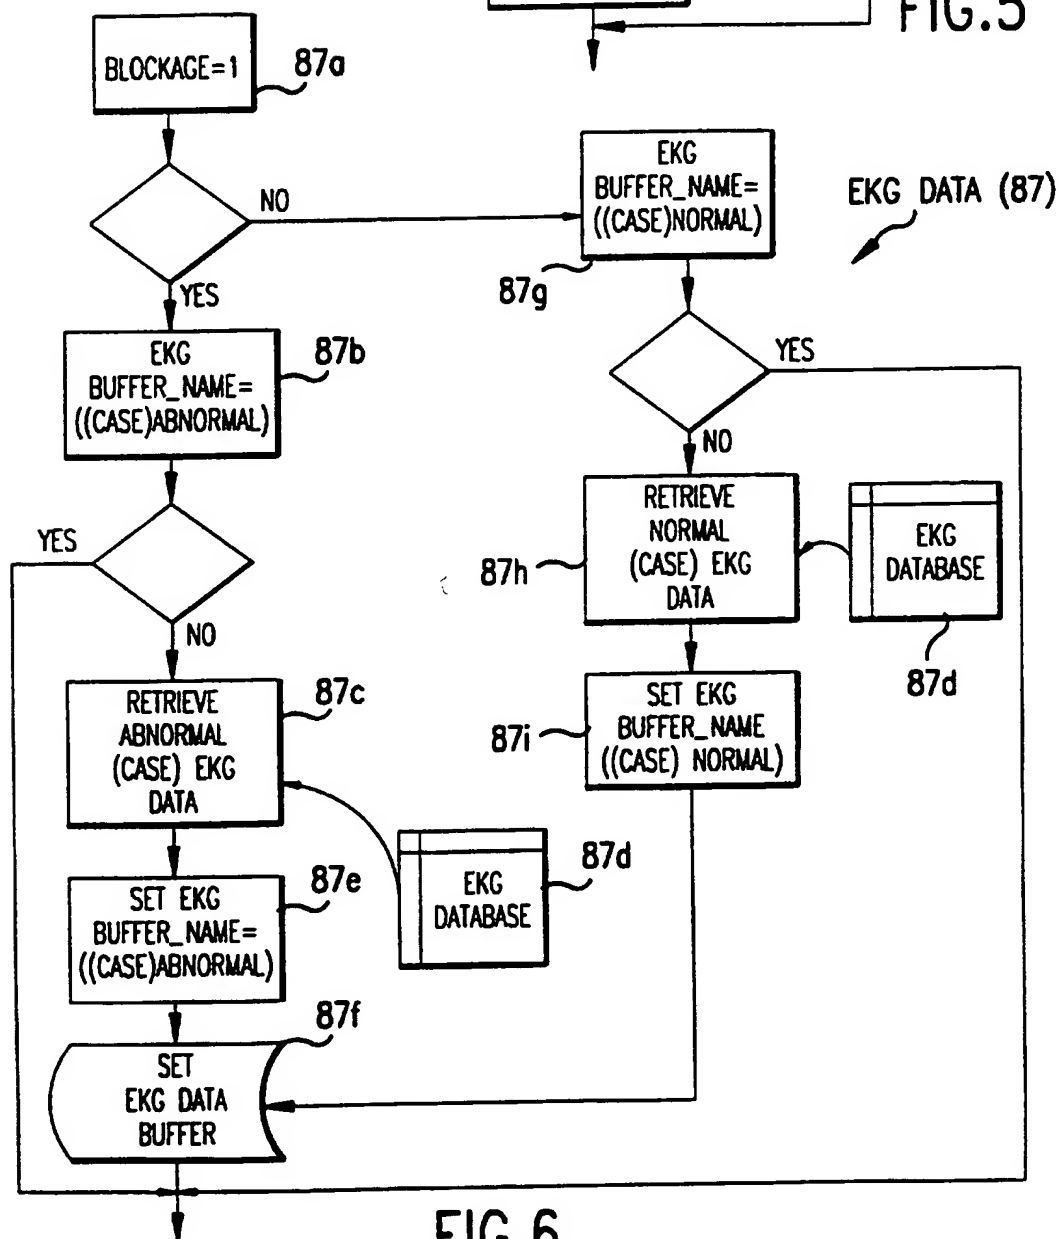 FIG.5
BLOCKAGE=1
87a
NO
YES
EKG
BUFFER_NAME=
((CASE)NORMAL)
87g
EKG DATA (87)
EKG
BUFFER_NAME=
((CASE)ABNORMAL)
87b
YES
NO
YES
NO
RETRIEVE
NORMAL
(CASE) EKG
DATA
87h
EKG
DATABASE
87d
RETRIEVE
ABNORMAL
(CASE) EKG
DATA
87c
SET EKG
BUFFER_NAME
((CASE) NORMAL)
87i
EKG
DATABASE
87d
SET EKG
BUFFER_NAME=
((CASE)ABNORMAL)
87e
SET
EKG DATA
BUFFER
87f
FIG.6